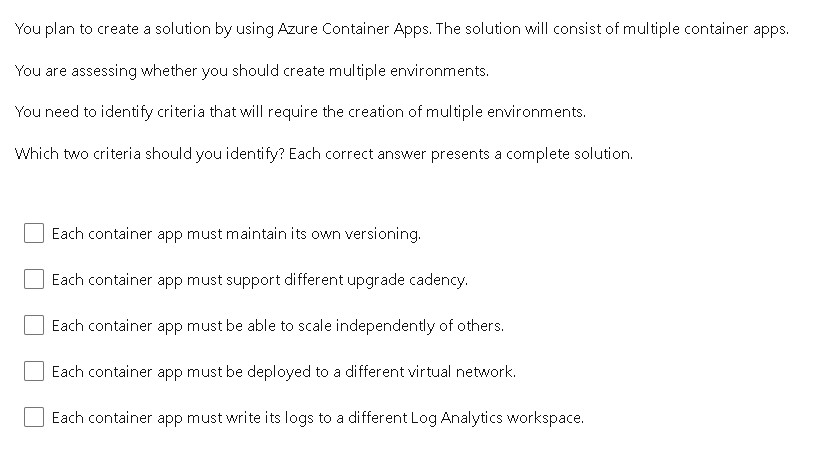 You plan to create a solution by using Azure Container Apps. The solution will consist of multiple container apps.
You are assessing whether you should create multiple environments.
You need to identify criteria that will require the creation of multiple environments.
Which two criteria should you identify? Each correct answer presents a complete solution.
Each container app must maintain its own versioning.
Each container app must support different upgrade cadency.
Each container app must be able to scale independently of others.
Each container app must be deployed to a different virtual network.
Each container app must write its logs to a different Log Analytics workspace.